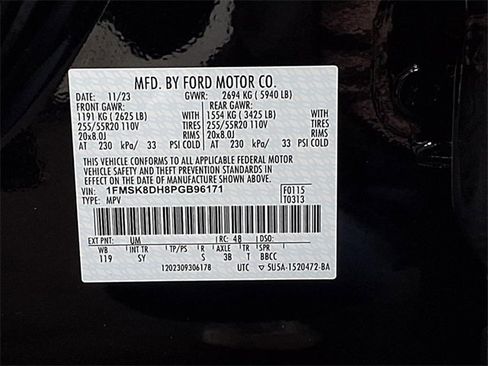 MFD. BY FORD MOTOR CO.
DATE: 11/23 GVWR: 2694 KG ( 5940 LB)
FRONT GAWR: REAR GAWR:
1191 KG ( 2625 LB) WITH 1554 KG ( 3425 LB) WITH
255/55R20 110V TIRES 255/55R20 110V TIRES
20x8.0J RIMS 20x8.0J RIMS
AT 230 kPa/ 33 PSI COLD AT 230 kPa/ 33 PSI COLD
THIS VEHICLE CONFORMS TO ALL APPLICABLE FEDERAL MOTOR
VEHICLE SAFETY AND THEFT PREVENTION STANDARDS IN EFFECT
ON THE DATE OF MANUFACTURE SHOWN ABOVE.
VIN: 1FMSK8DH8PGB96171 F0115
TYPE: MPV T0313
EXT PNT: UM RC: 48 DSO:
WB INT TR TP/PS R AXLE TR SPR
119 SY S 3B T BBCC
1202309306178 UTC SU5A-1520472-BA